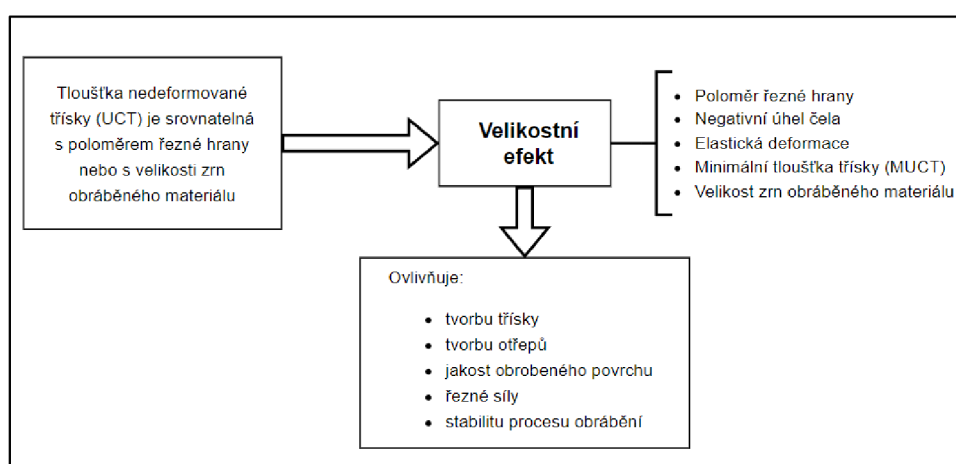 Tloušťka nedeformované
třísky (UCT) je srovnatelná
s poloměrem řezné hrany
nebo s velikosti zrn
obráběného materiálu
Velikostní
efekt
• Poloměr řezné hrany
• Negativní úhel čela
• Elastická deformace
• Minimální tloušťka třísky (MUCT)
• Velikost zrn obráběného materiálu
Ovlivňuje:
• tvorbu třísky
• tvorbu otřepů
• jakost obrobeného povrchu
• řezné síly
• stabilitu procesu obrábění